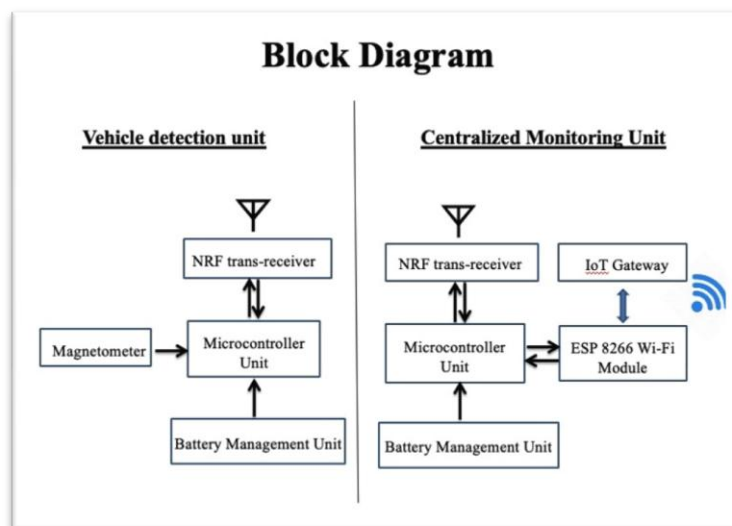 Block Diagram
Vehicle detection unit
NRF trans-receiver
Magnetometer
Microcontroller
Unit
Battery Management Unit
Centralized Monitoring Unit
NRF trans-receiver
IoT Gateway
Microcontroller
Unit
ESP 8266 Wi-Fi
Module
Battery Management Unit